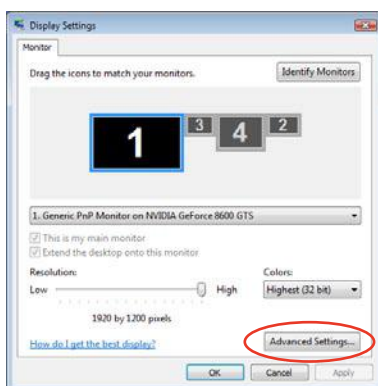 Display Settings
Monitor
Drag the icons to match your monitors.
Identify Monitors
1
3
4
2
1. Generic PnP Monitor on NVIDIA GeForce 8600 GTS
This is my main monitor
Extend the desktop onto this monitor
Resolution:
Colors:
Low
High
Highest (32 bit)
1920 by 1200 pixels
How do I get the best display?
Advanced Settings...
OK
Cancel
Apply